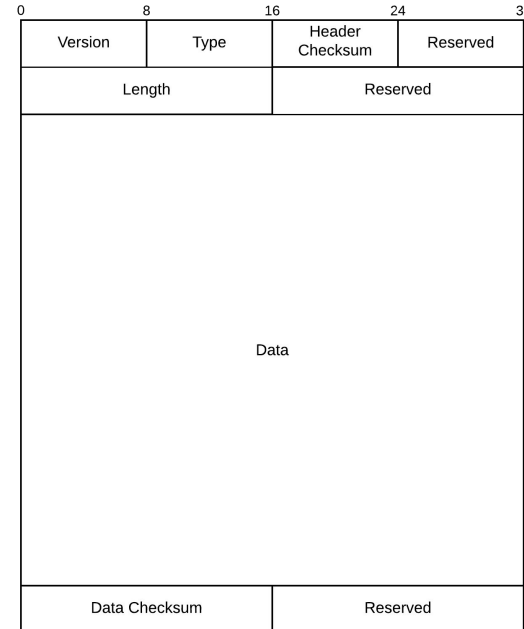 0 8 16 24 3
Version Type Header Checksum Reserved
Length Reserved
Data
Data Checksum Reserved